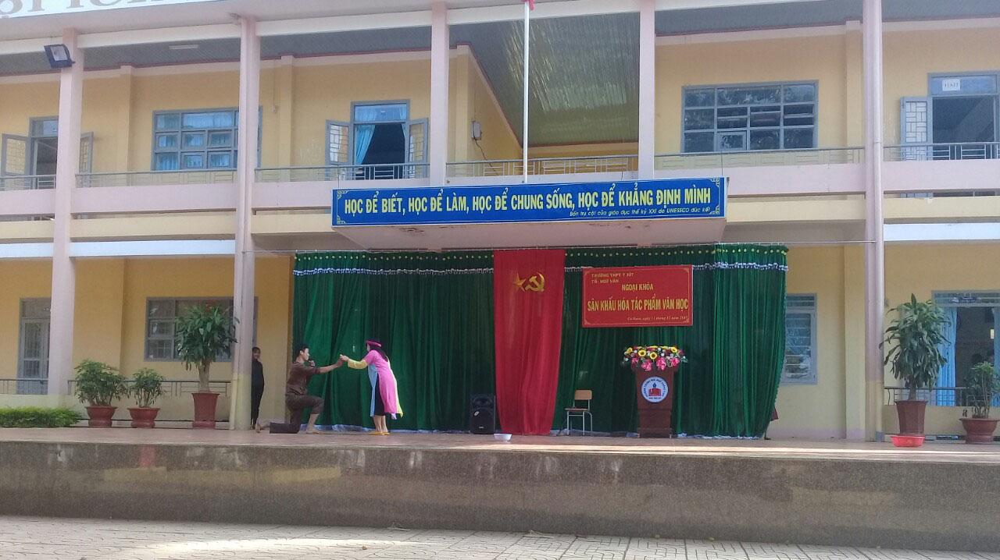 HỌC ĐỂ BIẾT, HỌC ĐỂ LÀM, HỌC ĐỂ CHUNG SỐNG, HỌC ĐỂ KHẲNG ĐỊNH MÌNH
Bốn trụ cột của giáo dục thế kỷ XXI do UNESSCO đúc kết
TRƯỜNG THPT Y JÚT
TỔ: NGỮ VĂN
NGOẠI KHÓA
SÂN KHẤU HÓA TÁC PHẨM VĂN HỌC